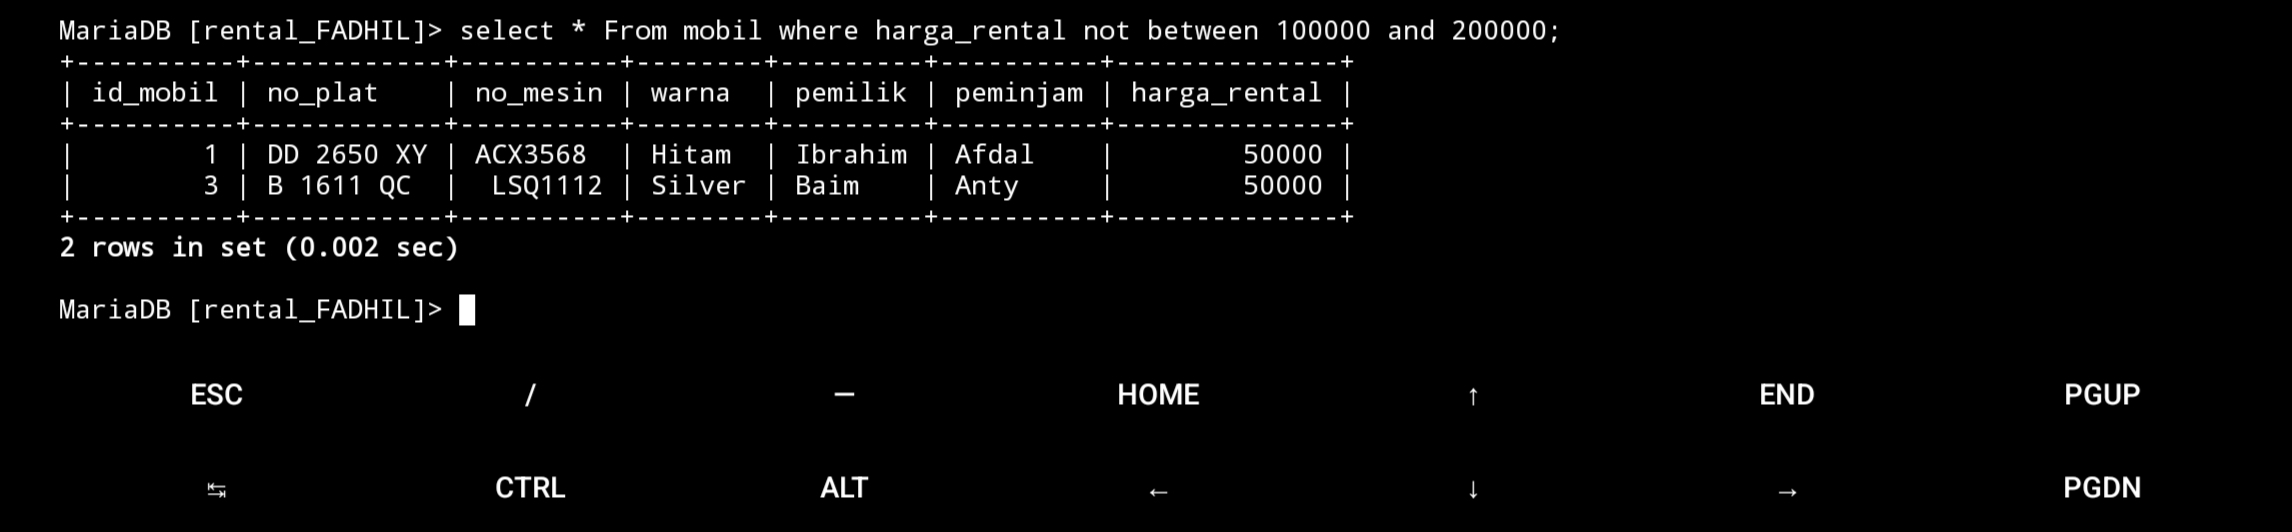 MariaDB [rental_FADHIL]> select * From mobil where harga_rental not between 100000 and 200000;
+----------+------------+----------+--------+---------+----------+--------------+
| id_mobil | no_plat    | no_mesin | warna  | pemilik | peminjam | harga_rental |
+----------+------------+----------+--------+---------+----------+--------------+
|        1 | DD 2650 XY | ACX3568  | Hitam  | Ibrahim | Afdal    |        50000 |
|        3 | B 1611 QC  |  LSQ1112 | Silver | Baim    | Anty     |        50000 |
+----------+------------+----------+--------+---------+----------+--------------+
2 rows in set (0.002 sec)
MariaDB [rental_FADHIL]>
ESC / — HOME ↑ END PGUP
↹ CTRL ALT ← ↓ → PGDN